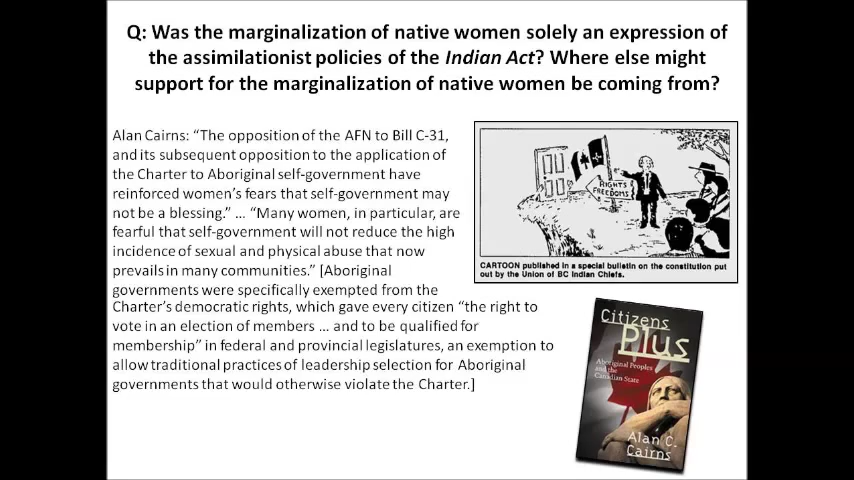 Q: Was the marginalization of native women solely an expression of
the assimilationist policies of the Indian Act? Where else might
support for the marginalization of native women be coming from?
Alan Cairns: “The opposition of the AFN to Bill C-31,
and its subsequent opposition to the application of
the Charter to Aboriginal self-government have
reinforced women’s fears that self-government may
not be a blessing.” … “Many women, in particular, are
fearful that self-government will not reduce the high
incidence of sexual and physical abuse that now
prevails in many communities.” [Aboriginal
governments were specifically exempted from the
Charter’s democratic rights, which gave every citizen “the right to
vote in an election of members … and to be qualified for
membership” in federal and provincial legislatures, an exemption to
allow traditional practices of leadership selection for Aboriginal
governments that would otherwise violate the Charter.]
RIGHTS
FREEDOMS
CARTOON published in a special bulletin on the constitution put
out by the Union of BC Indian Chiefs.
Citizens
Plus
Aboriginal Peoples
and the
Canadian State
Alan C.
Cairns